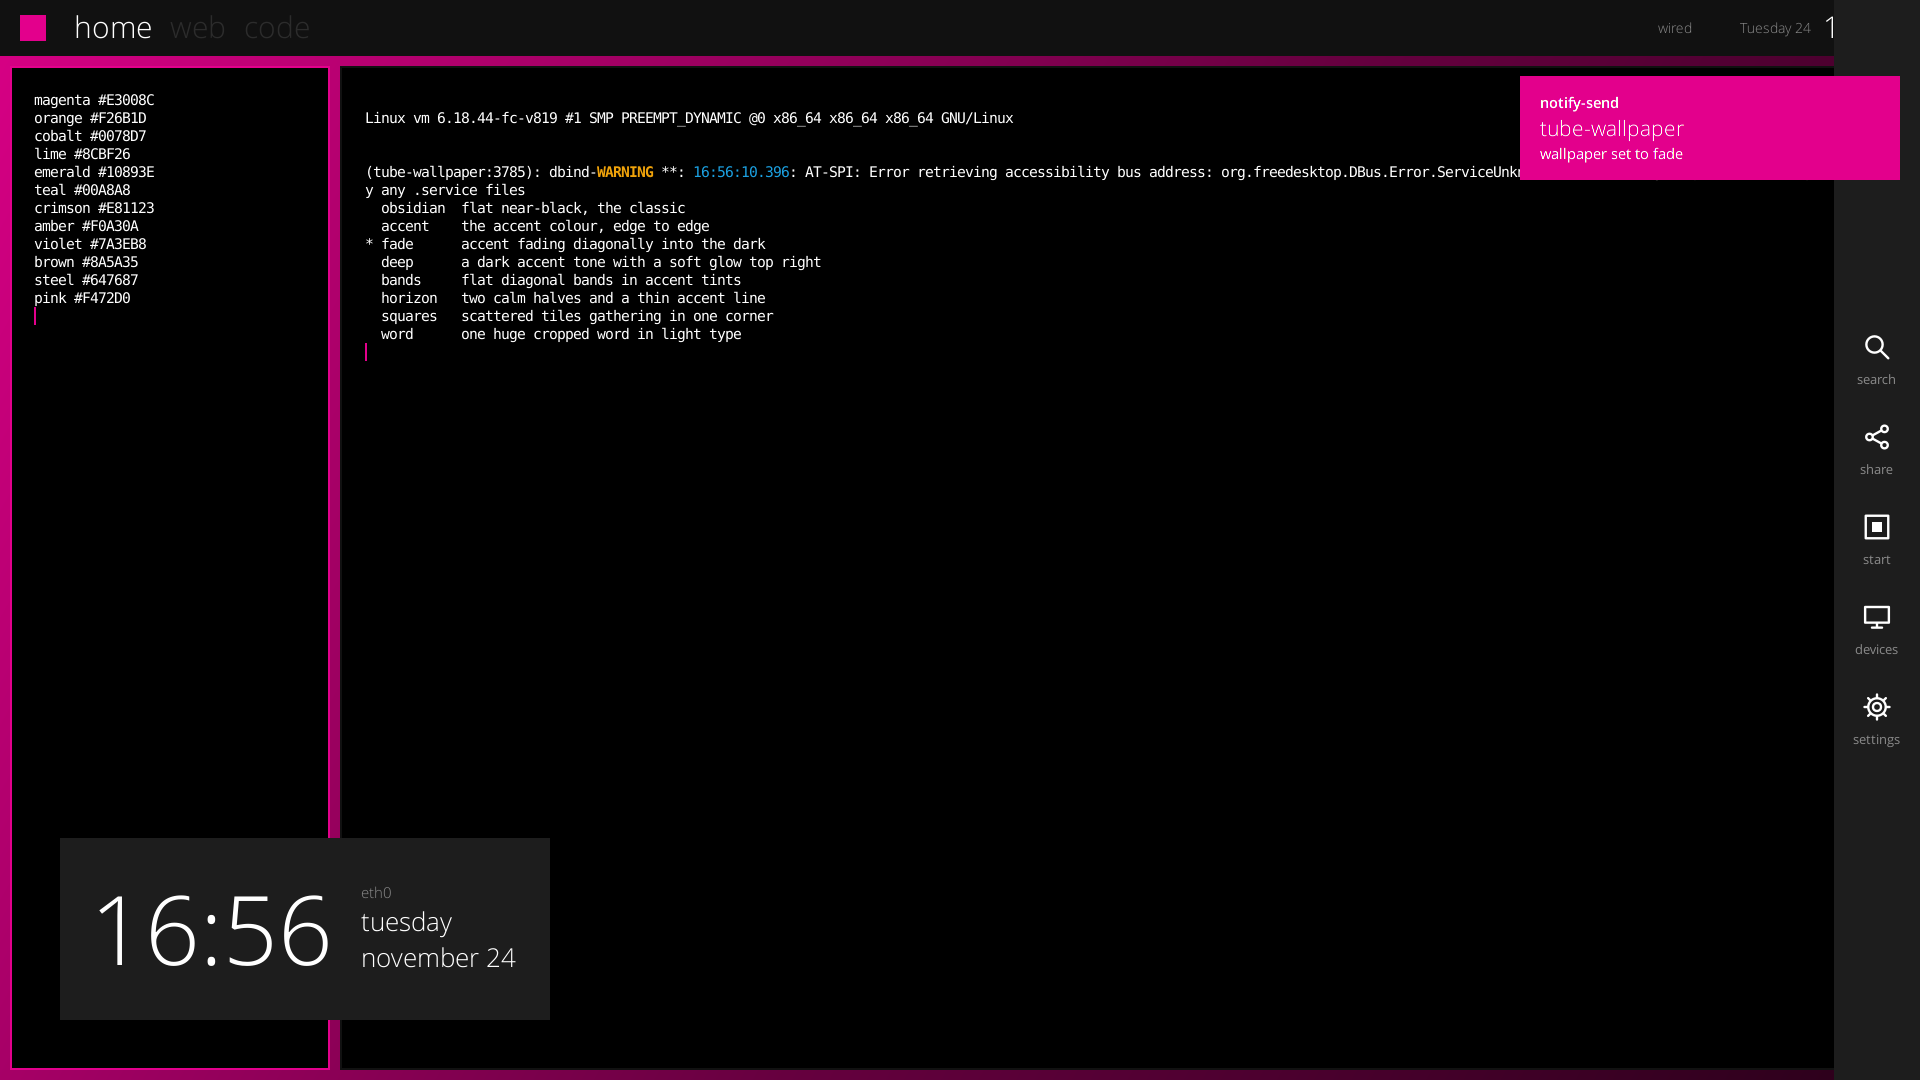 home web code
wired Tuesday 24 1
magenta #E3008C
orange #F26B1D
cobalt #0078D7
lime #8CBF26
emerald #10893E
teal #00A8A8
crimson #E81123
amber #F0A30A
violet #7A3EB8
brown #8A5A35
steel #647687
pink #F472D0
Linux vm 6.18.44-fc-v819 #1 SMP PREEMPT_DYNAMIC @0 x86_64 x86_64 x86_64 GNU/Linux
(tube-wallpaper:3785): dbind-WARNING **: 16:56:10.396: AT-SPI: Error retrieving accessibility bus address: org.freedesktop.DBus.Error.ServiceUnk
y any .service files
obsidian flat near-black, the classic
accent the accent colour, edge to edge
* fade accent fading diagonally into the dark
deep a dark accent tone with a soft glow top right
bands flat diagonal bands in accent tints
horizon two calm halves and a thin accent line
squares scattered tiles gathering in one corner
word one huge cropped word in light type
notify-send
tube-wallpaper
wallpaper set to fade
search
share
start
devices
settings
16:56
eth0
tuesday
november 24